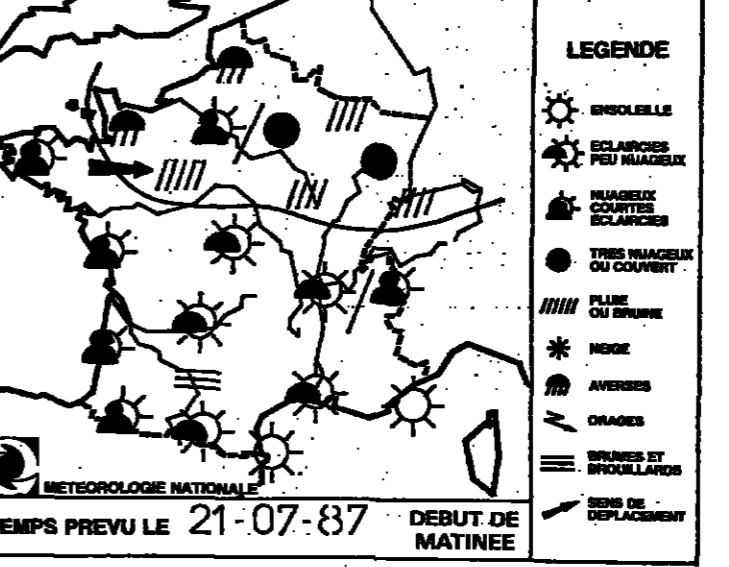 LEGENDE
ENSOLEILLE
ECLAIRCIES
PEU NUAGEUX
NUAGEUX
COURTES
ECLAIRCIES
TRES NUAGEUX
OU COUVERT
PLUIE
OU BRUINE
NEIGE
AVERSES
ORAGES
BRUMES ET
BROUILLARDS
SENS DE
DEPLACEMENT
METEOROLOGIE NATIONALE
EMPS PREVU LE 21-07-87 DEBUT DE
MATINEE